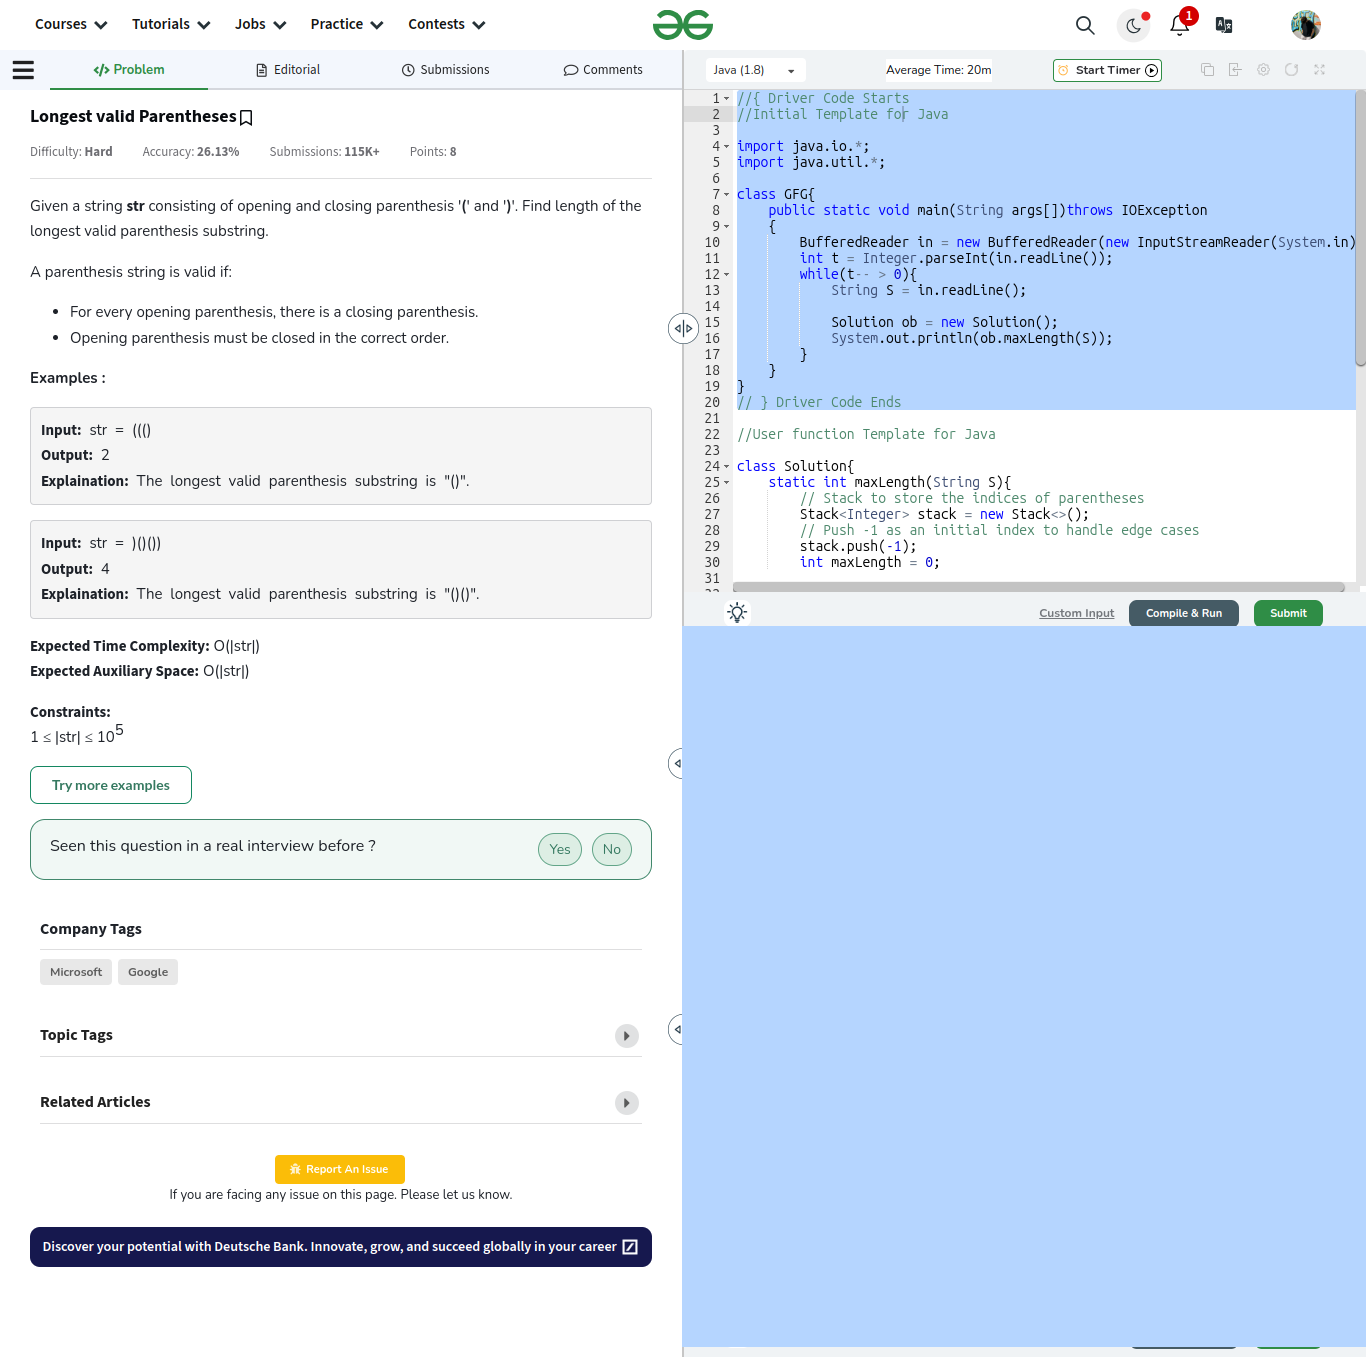 Courses Tutorials Jobs Practice Contests
1
Problem Editorial Submissions Comments
Longest valid Parentheses
Difficulty: Hard Accuracy: 26.13% Submissions: 115K+ Points: 8
Given a string str consisting of opening and closing parenthesis '(' and ')'. Find length of the
longest valid parenthesis substring.
A parenthesis string is valid if:
For every opening parenthesis, there is a closing parenthesis.
Opening parenthesis must be closed in the correct order.
Examples :
Input: str = ((()
Output: 2
Explaination: The longest valid parenthesis substring is "()".
Input: str = )()())
Output: 4
Explaination: The longest valid parenthesis substring is "()()".
Expected Time Complexity: O(|str|)
Expected Auxiliary Space: O(|str|)
Constraints:
1 ≤ |str| ≤ 10^5
Try more examples
Seen this question in a real interview before ? Yes No
Company Tags
Microsoft Google
Topic Tags
Related Articles
Report An Issue
If you are facing any issue on this page. Please let us know.
Discover your potential with Deutsche Bank. Innovate, grow, and succeed globally in your career
Java (1.8) Average Time: 20m Start Timer
1 //{ Driver Code Starts
2 //Initial Template for Java
3
4 import java.io.*;
5 import java.util.*;
6
7 class GFG{
8 public static void main(String args[])throws IOException
9 {
10 BufferedReader in = new BufferedReader(new InputStreamReader(System.in)
11 int t = Integer.parseInt(in.readLine());
12 while(t-- > 0){
13 String S = in.readLine();
14
15 Solution ob = new Solution();
16 System.out.println(ob.maxLength(S));
17 }
18 }
19 }
20 // } Driver Code Ends
21
22 //User function Template for Java
23
24 class Solution{
25 static int maxLength(String S){
26 // Stack to store the indices of parentheses
27 Stack<Integer> stack = new Stack<>();
28 // Push -1 as an initial index to handle edge cases
29 stack.push(-1);
30 int maxLength = 0;
31
Custom Input Compile & Run Submit